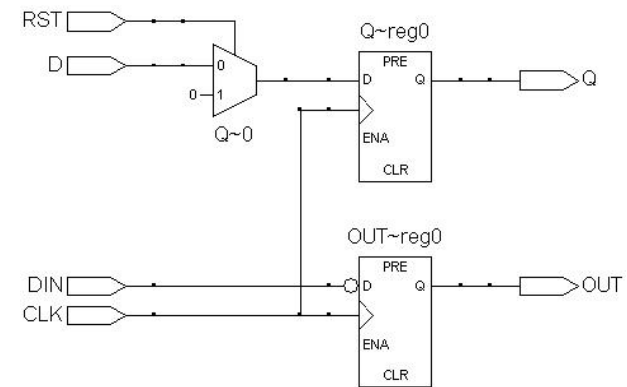 RST
Q~reg0
D
0
0
1
Q~0
PRE
D
Q
ENA
CLR
Q
OUT~reg0
DIN
CLK
PRE
D
Q
ENA
CLR
OUT